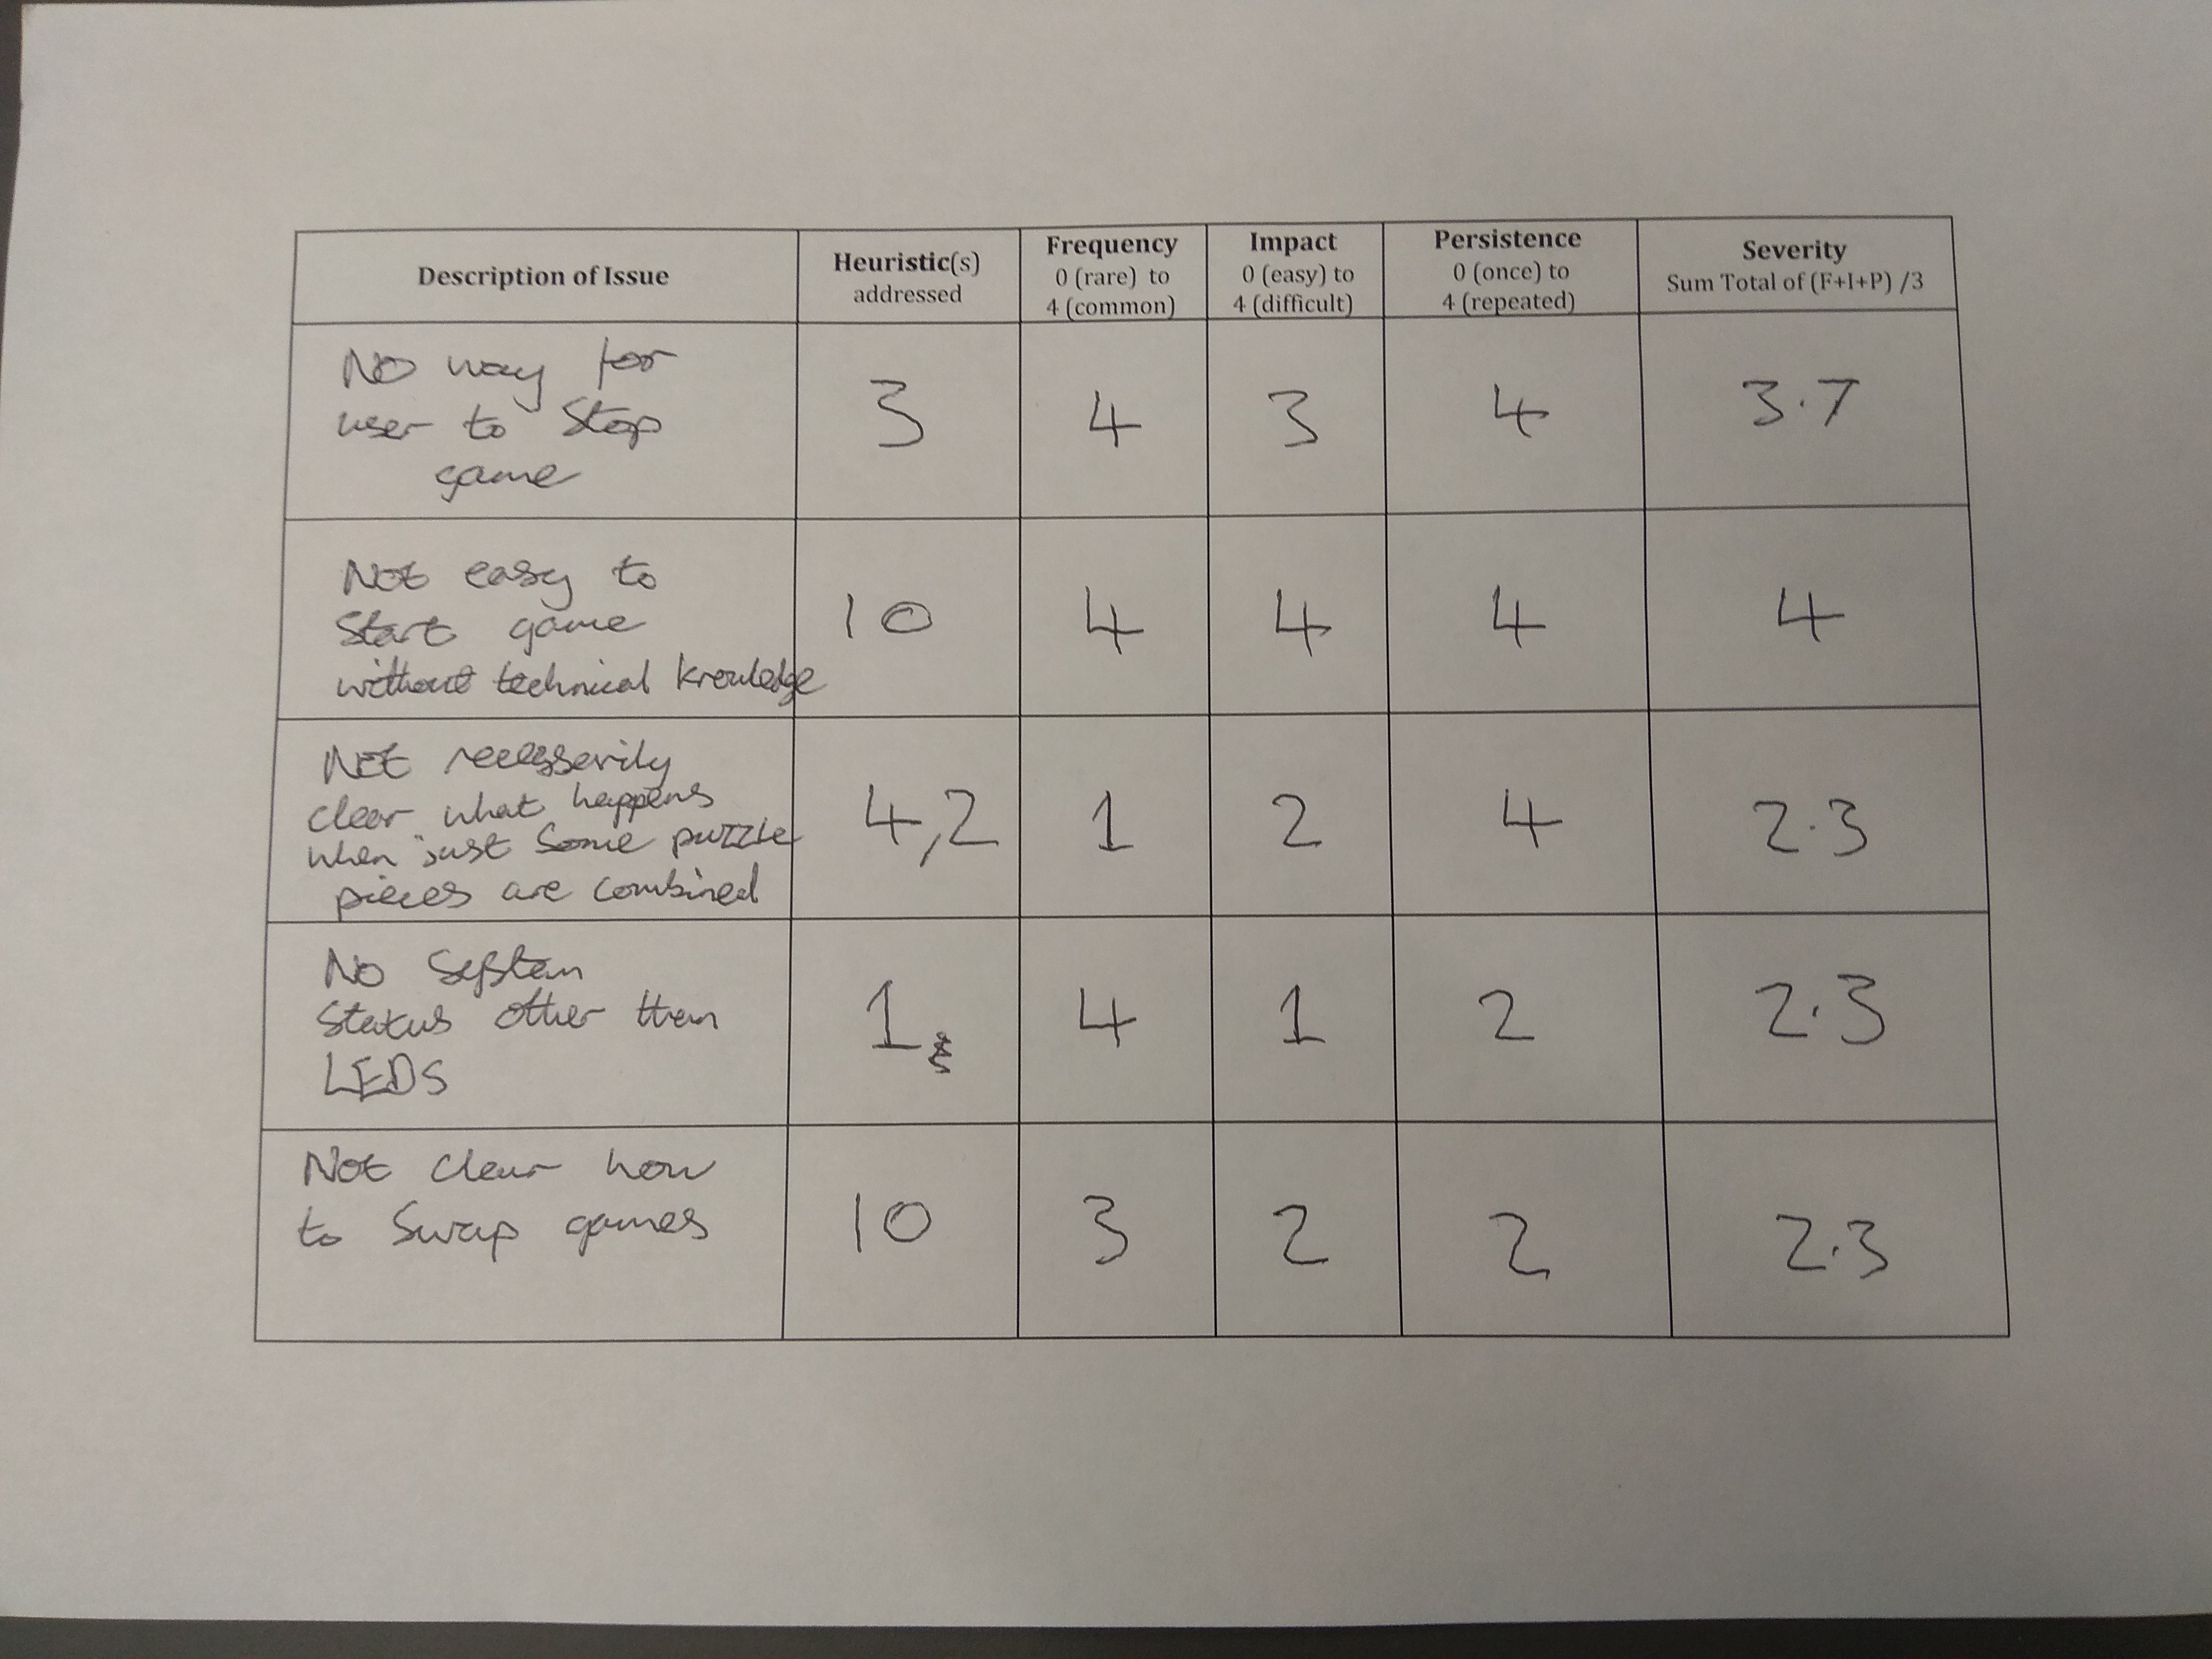 Description of Issue
Heuristic(s)
addressed
Frequency
0 (rare) to
4 (common)
Impact
0 (easy) to
4 (difficult)
Persistence
0 (once) to
4 (repeated)
Severity
Sum Total of (F+I+P) /3
No way for
user to Stop
game
3
4
3
4
3.7
Not easy to
Start game
without technical knowledge
10
4
4
4
4
Not necesserily
clear what happens
when just Some puzzle
pieces are combined
4,2
1
2
4
2.3
No System
Status other than
LEDS
1
4
1
2
2.3
Not Clear how
to Swap games
10
3
2
2
2.3